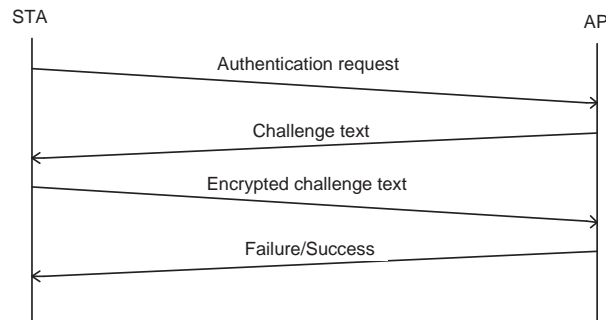 STA
AP
Authentication request
Challenge text
Encrypted challenge text
Failure/Success